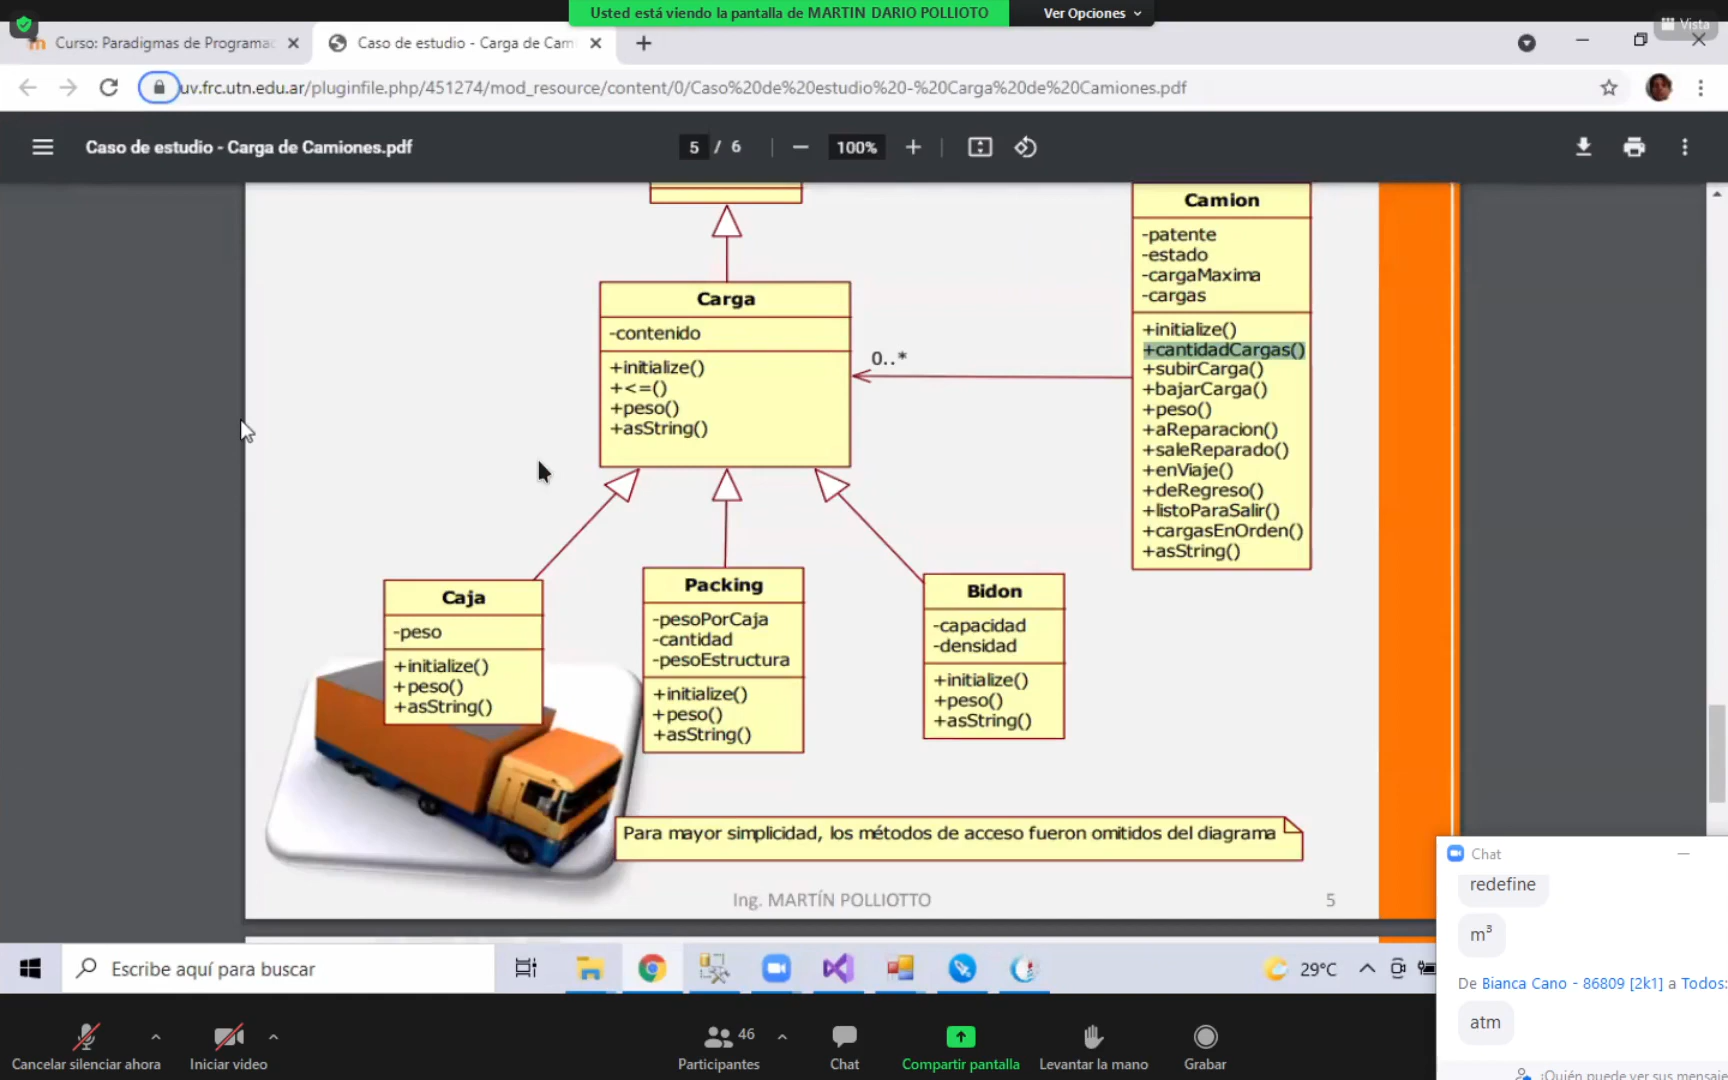 Usted está viendo la pantalla de MARTIN DARIO POLLIOTO
Ver Opciones
Vista
Curso: Paradigmas de Programac
Caso de estudio - Carga de Cam
uv.frc.utn.edu.ar/pluginfile.php/451274/mod_resource/content/0/Caso%20de%20estudio%20-%20Carga%20de%20Camiones.pdf
Caso de estudio - Carga de Camiones.pdf
5 / 6
100%
Camion
-patente
-estado
-cargaMaxima
-cargas
+initialize()
+cantidadCargas()
+subirCarga()
+bajarCarga()
+peso()
+aReparacion()
+saleReparado()
+enViaje()
+deRegreso()
+listoParaSalir()
+cargasEnOrden()
+asString()
Carga
-contenido
+initialize()
+<=()
+peso()
+asString()
0..*
Caja
-peso
+initialize()
+peso()
+asString()
Packing
-pesoPorCaja
-cantidad
-pesoEstructura
+initialize()
+peso()
+asString()
Bidon
-capacidad
-densidad
+initialize()
+peso()
+asString()
Para mayor simplicidad, los métodos de acceso fueron omitidos del diagrama
Ing. MARTÍN POLLIOTTO
5
Chat
redefine
m³
De Bianca Cano - 86809 [2k1] a Todos:
atm
¿Quién puede ver sus mensaje
Escribe aquí para buscar
29°C
Cancelar silenciar ahora
Iniciar video
46
Participantes
Chat
Compartir pantalla
Levantar la mano
Grabar